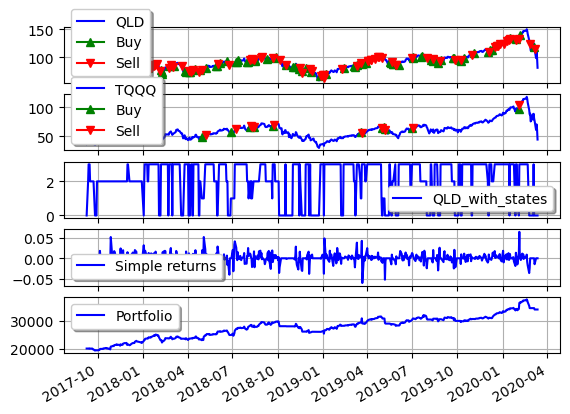 QLD
Buy
Sell
150
100
TQQQ
Buy
Sell
100
50
QLD_with_states
2
0
Simple returns
0.05
0.00
−0.05
Portfolio
30000
20000
2017-10
2018-01
2018-04
2018-07
2018-10
2019-01
2019-04
2019-07
2019-10
2020-01
2020-04